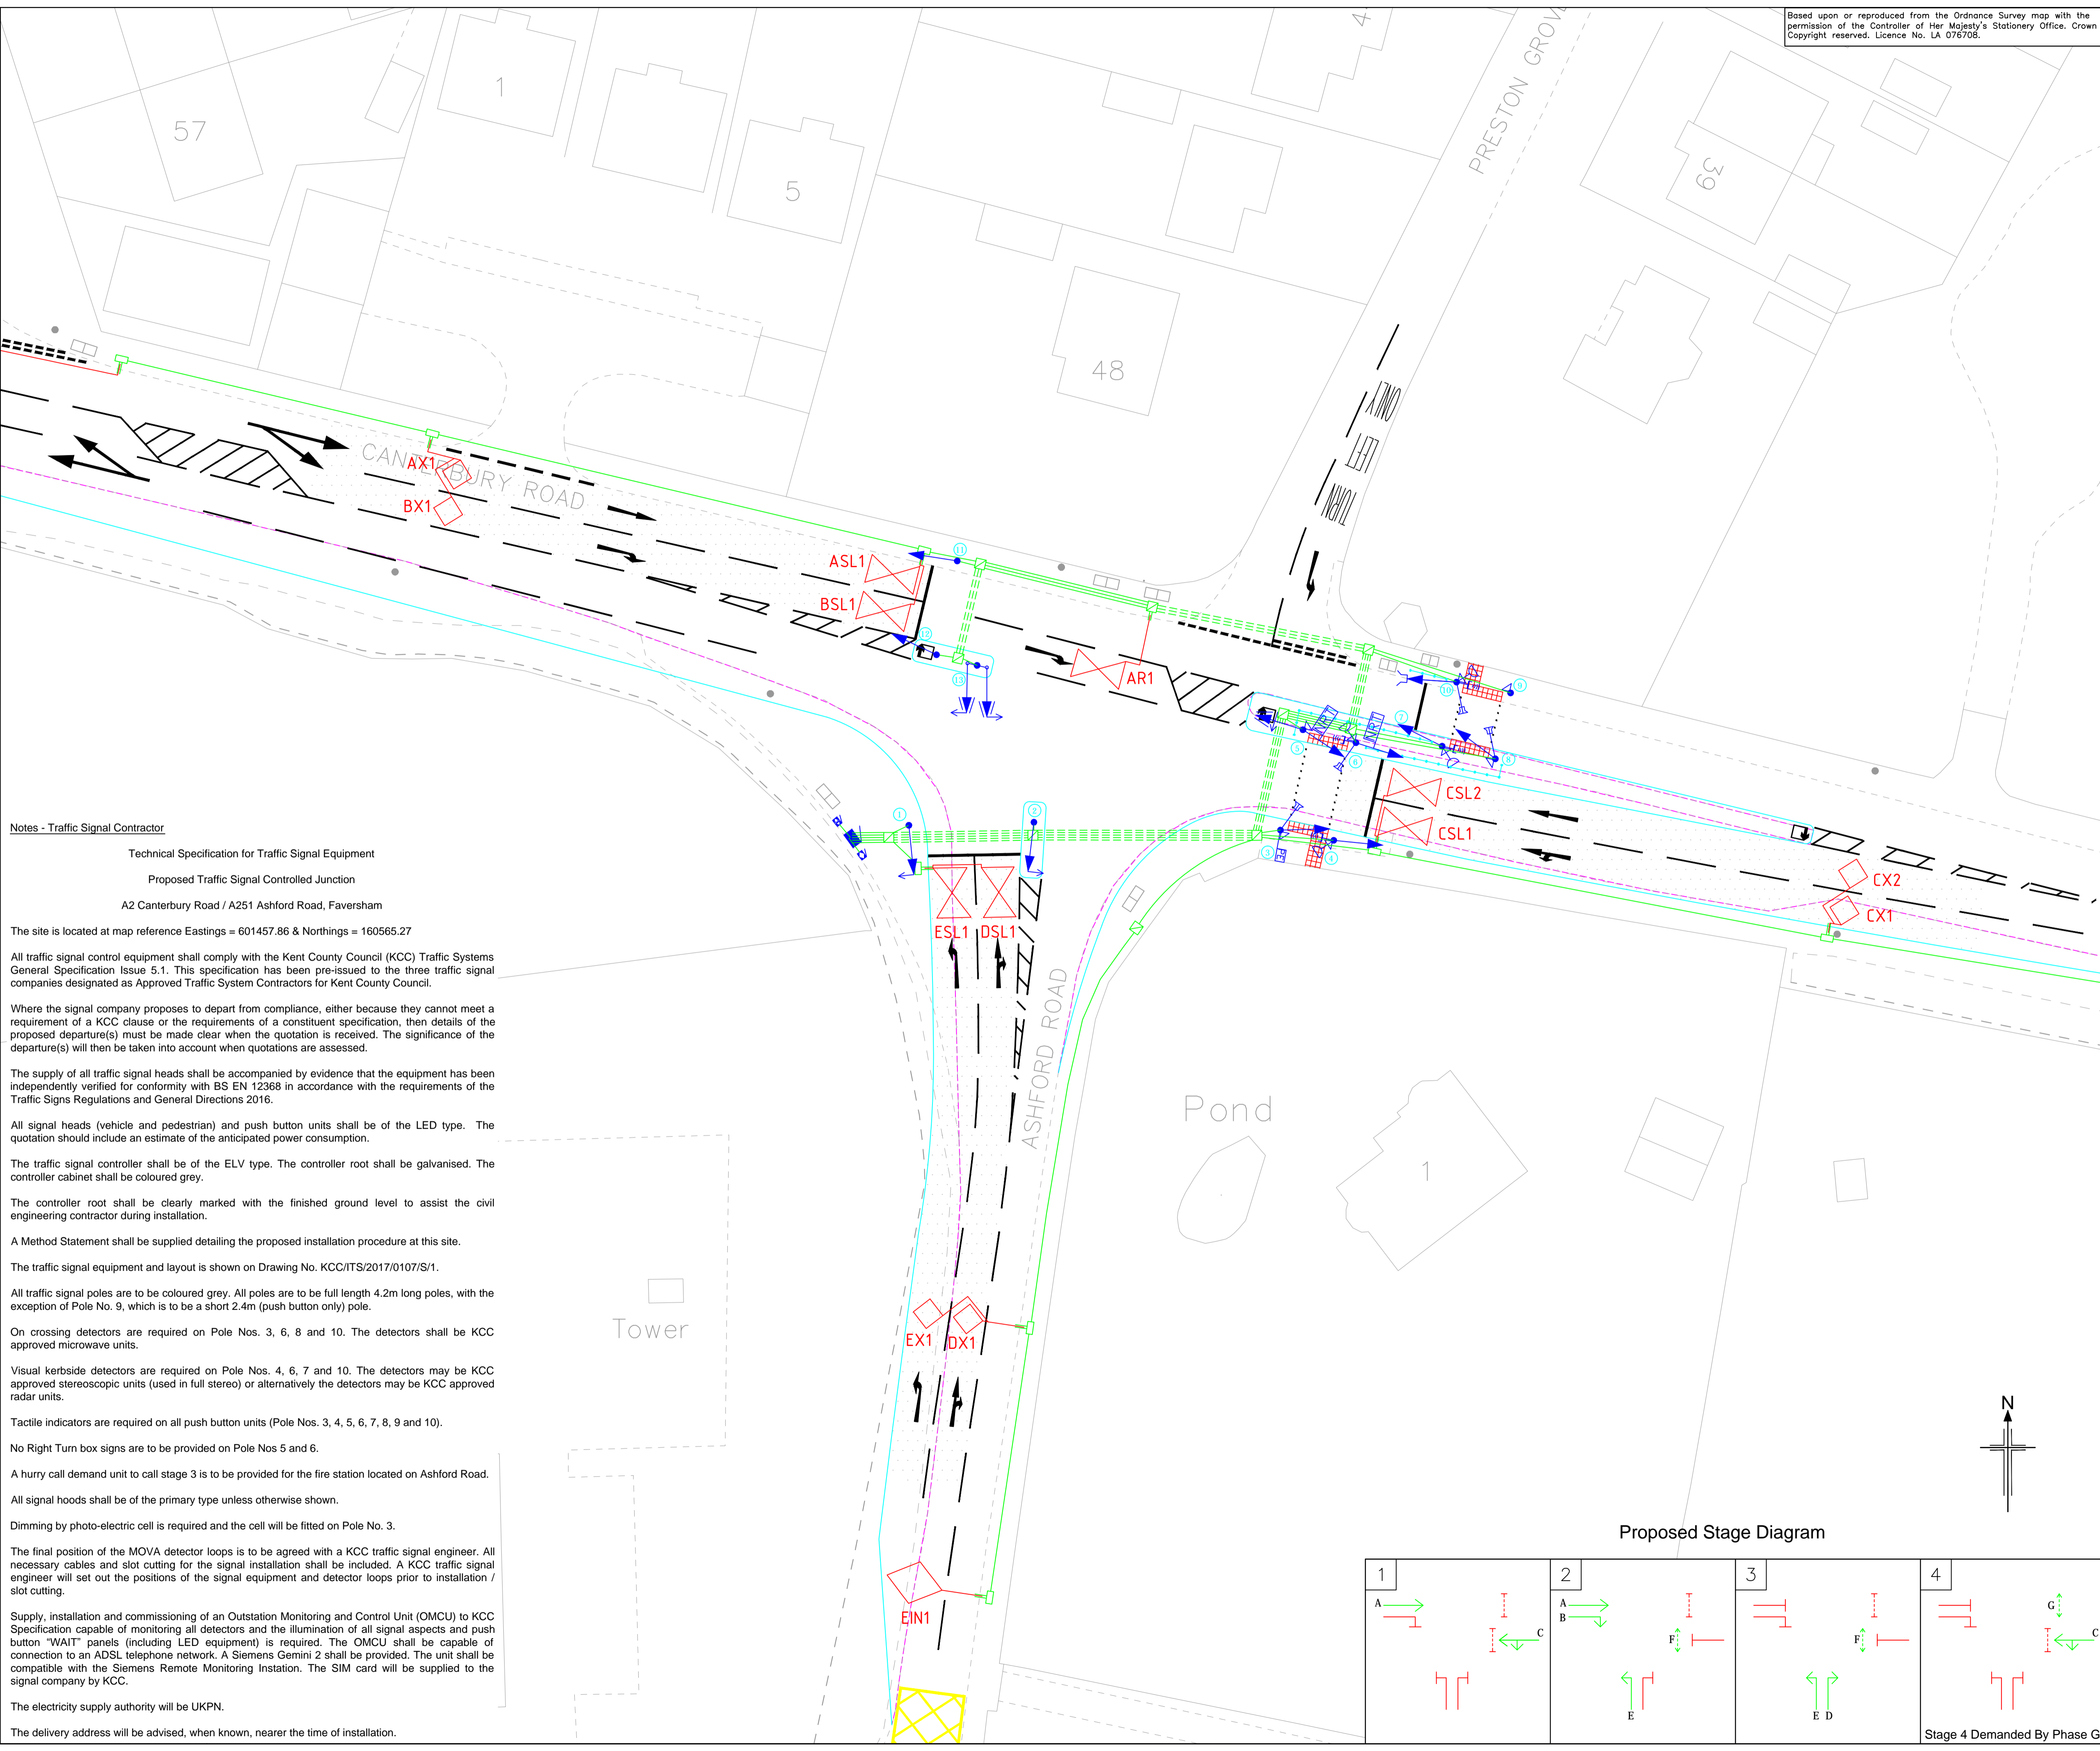 Based upon or reproduced from the Ordnance Survey map with the
permission of the Controller of Her Majesty's Stationery Office. Crown
Copyright reserved. Licence No. LA 076708.
57
1
5
4
PRESTON GROVE
39
48
CANTERBURY ROAD
AX1
BX1
ASL1
BSL1
11
12
13
AR1
KEEP
CLEAR
NRT
NRT
5
6
7
8
9
10
CSL2
CSL1
CX2
CX1
1
2
3
4
PEC
ESL1
DSL1
ASHFORD ROAD
Pond
1
Tower
EX1
DX1
EIN1
N
Notes - Traffic Signal Contractor
Technical Specification for Traffic Signal Equipment
Proposed Traffic Signal Controlled Junction
A2 Canterbury Road / A251 Ashford Road, Faversham
The site is located at map reference Eastings = 601457.86 & Northings = 160565.27
All traffic signal control equipment shall comply with the Kent County Council (KCC) Traffic Systems
General Specification Issue 5.1. This specification has been pre-issued to the three traffic signal
companies designated as Approved Traffic System Contractors for Kent County Council.
Where the signal company proposes to depart from compliance, either because they cannot meet a
requirement of a KCC clause or the requirements of a constituent specification, then details of the
proposed departure(s) must be made clear when the quotation is received. The significance of the
departure(s) will then be taken into account when quotations are assessed.
The supply of all traffic signal heads shall be accompanied by evidence that the equipment has been
independently verified for conformity with BS EN 12368 in accordance with the requirements of the
Traffic Signs Regulations and General Directions 2016.
All signal heads (vehicle and pedestrian) and push button units shall be of the LED type. The
quotation should include an estimate of the anticipated power consumption.
The traffic signal controller shall be of the ELV type. The controller root shall be galvanised. The
controller cabinet shall be coloured grey.
The controller root shall be clearly marked with the finished ground level to assist the civil
engineering contractor during installation.
A Method Statement shall be supplied detailing the proposed installation procedure at this site.
The traffic signal equipment and layout is shown on Drawing No. KCC/ITS/2017/0107/S/1.
All traffic signal poles are to be coloured grey. All poles are to be full length 4.2m long poles, with the
exception of Pole No. 9, which is to be a short 2.4m (push button only) pole.
On crossing detectors are required on Pole Nos. 3, 6, 8 and 10. The detectors shall be KCC
approved microwave units.
Visual kerbside detectors are required on Pole Nos. 4, 6, 7 and 10. The detectors may be KCC
approved stereoscopic units (used in full stereo) or alternatively the detectors may be KCC approved
radar units.
Tactile indicators are required on all push button units (Pole Nos. 3, 4, 5, 6, 7, 8, 9 and 10).
No Right Turn box signs are to be provided on Pole Nos 5 and 6.
A hurry call demand unit to call stage 3 is to be provided for the fire station located on Ashford Road.
All signal hoods shall be of the primary type unless otherwise shown.
Dimming by photo-electric cell is required and the cell will be fitted on Pole No. 3.
The final position of the MOVA detector loops is to be agreed with a KCC traffic signal engineer. All
necessary cables and slot cutting for the signal installation shall be included. A KCC traffic signal
engineer will set out the positions of the signal equipment and detector loops prior to installation /
slot cutting.
Supply, installation and commissioning of an Outstation Monitoring and Control Unit (OMCU) to KCC
Specification capable of monitoring all detectors and the illumination of all signal aspects and push
button “WAIT” panels (including LED equipment) is required. The OMCU shall be capable of
connection to an ADSL telephone network. A Siemens Gemini 2 shall be provided. The unit shall be
compatible with the Siemens Remote Monitoring Instation. The SIM card will be supplied to the
signal company by KCC.
The electricity supply authority will be UKPN.
The delivery address will be advised, when known, nearer the time of installation.
Proposed Stage Diagram
1
A
C
2
A
B
F
E
3
F
E D
4
G
C
Stage 4 Demanded By Phase G